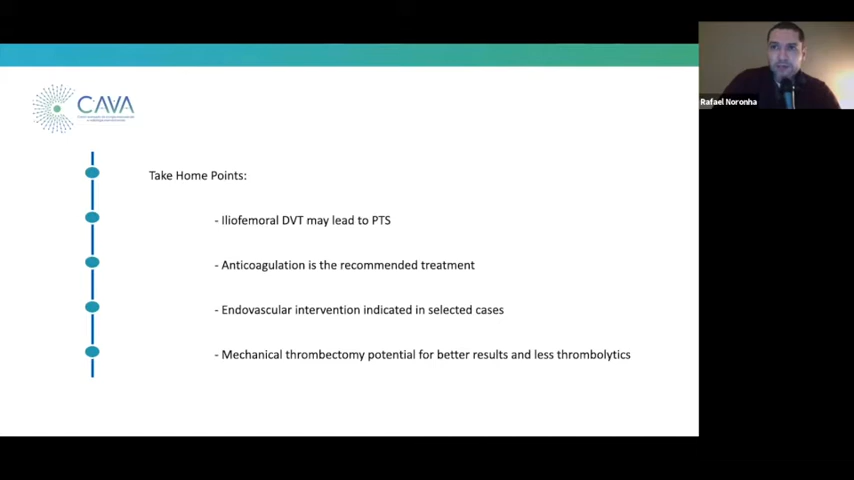 CAVA
Take Home Points:
- Iliofemoral DVT may lead to PTS
- Anticoagulation is the recommended treatment
- Endovascular intervention indicated in selected cases
- Mechanical thrombectomy potential for better results and less thrombolytics
Rafael Noronha